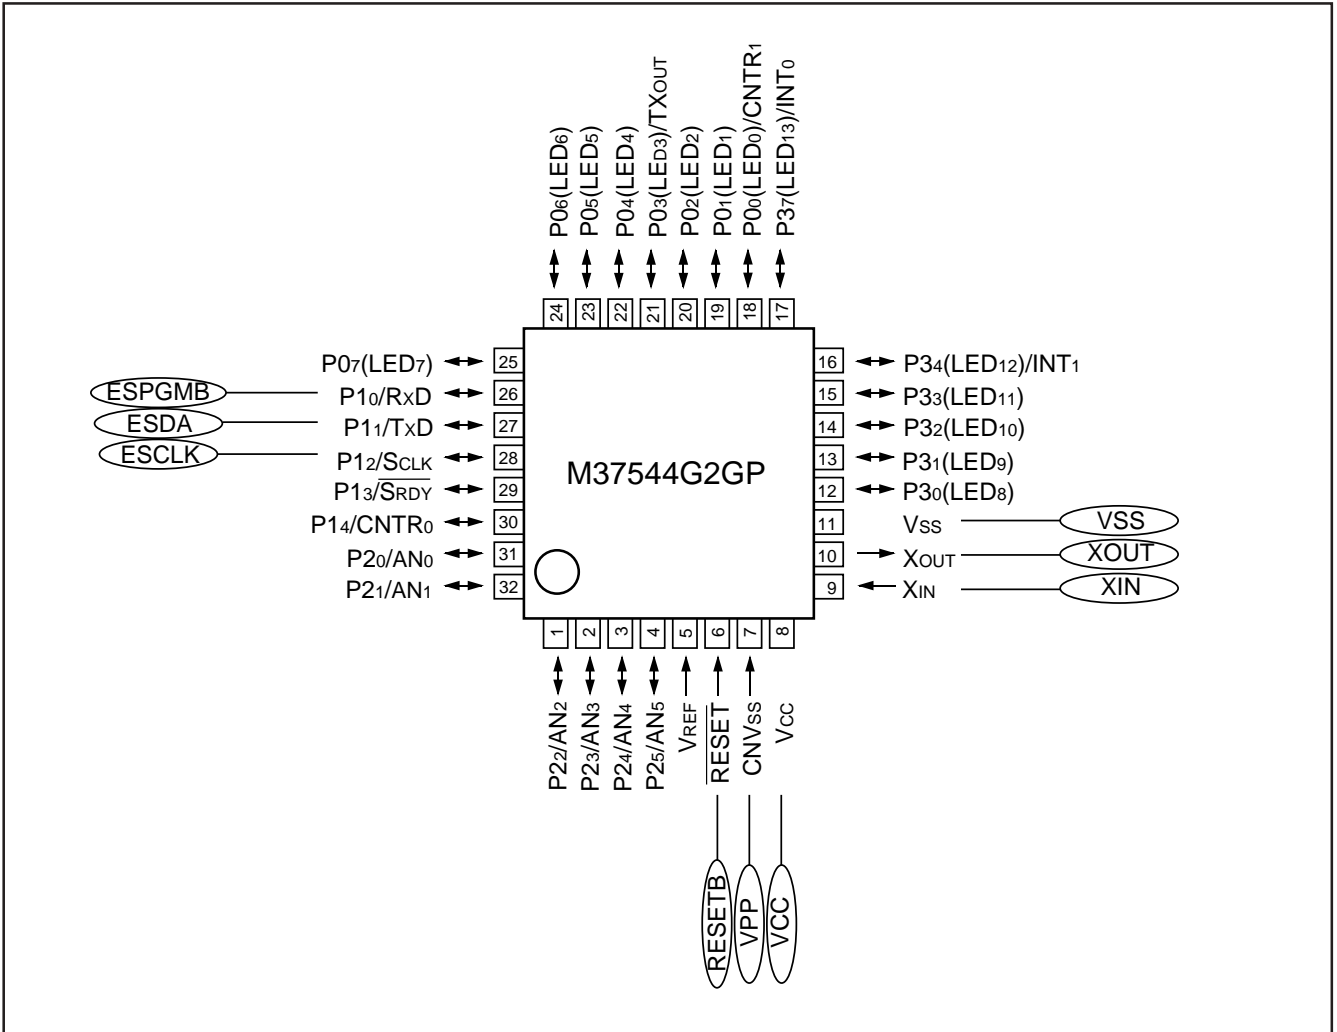 P06(LED6)
P05(LED5)
P04(LED4)
P03(LED3)/TXOUT
P02(LED2)
P01(LED1)
P00(LED0)/CNTR1
P37(LED13)/INT0
24
23
22
21
20
19
18
17
P07(LED7)
25
ESPGMB
P10/RXD
26
ESDA
P11/TXD
27
ESCLK
P12/SCLK
28
P13/SRDY
29
P14/CNTR0
30
P20/AN0
31
P21/AN1
32
M37544G2GP
16
P34(LED12)/INT1
15
P33(LED11)
14
P32(LED10)
13
P31(LED9)
12
P30(LED8)
11
VSS
VSS
10
XOUT
XOUT
9
XIN
XIN
1
2
3
4
5
6
7
8
P22/AN2
P23/AN3
P24/AN4
P25/AN5
VREF
RESET
CNVSS
VCC
RESETB
VPP
VCC